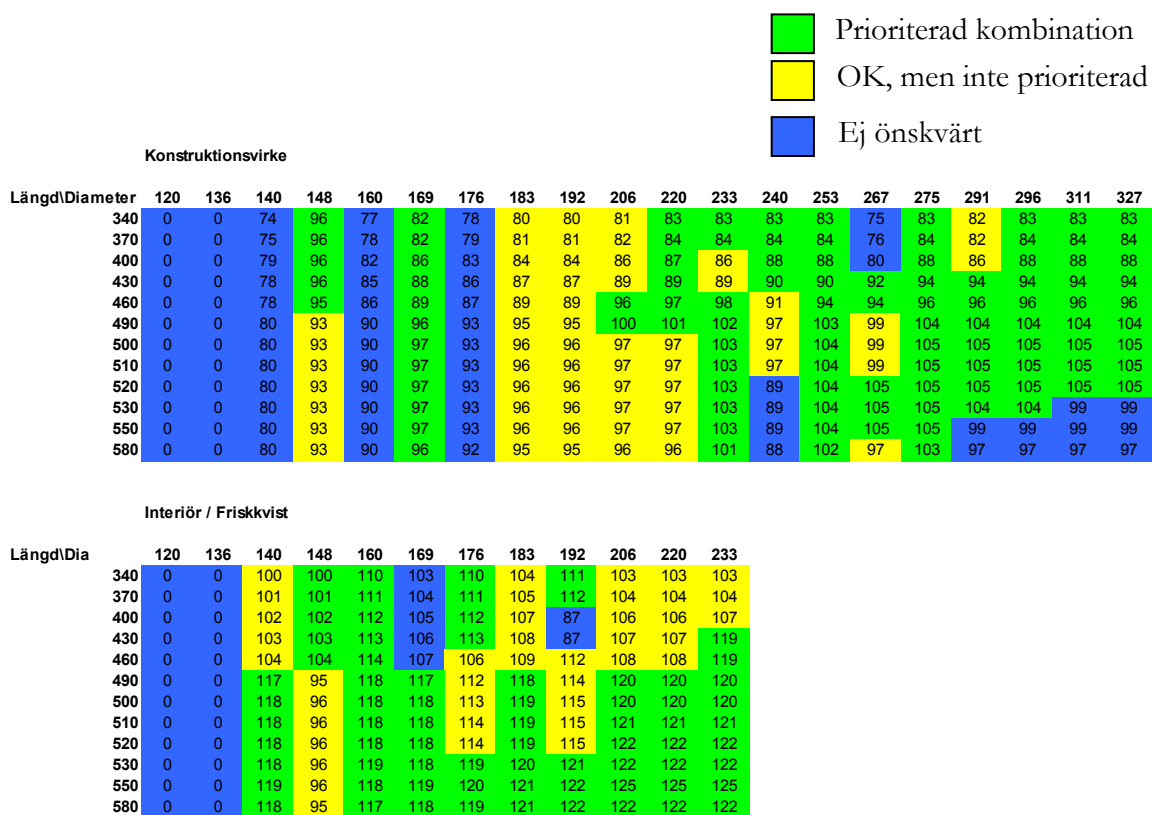 Prioriterad kombination
OK, men inte prioriterad
Ej önskvärt
Konstruktionsvirke
Längd\Diameter 120 136 140 148 160 169 176 183 192 206 220 233 240 253 267 275 291 296 311 327
340 0 0 74 96 77 82 78 80 80 81 83 83 83 83 75 83 82 83 83 83
370 0 0 75 96 78 82 79 81 81 82 84 84 84 84 76 84 82 84 84 84
400 0 0 79 96 82 86 83 84 84 86 87 86 88 88 80 88 86 88 88 88
430 0 0 78 96 85 88 86 87 87 89 89 89 90 90 92 94 94 94 94 94
460 0 0 78 95 86 89 87 89 89 96 97 98 91 94 94 96 96 96 96 96
490 0 0 80 93 90 96 93 95 95 100 101 102 97 103 99 104 104 104 104 104
500 0 0 80 93 90 97 93 96 96 97 97 103 97 104 99 105 105 105 105 105
510 0 0 80 93 90 97 93 96 96 97 97 103 97 104 99 105 105 105 105 105
520 0 0 80 93 90 97 93 96 96 97 97 103 89 104 105 105 105 105 105 105
530 0 0 80 93 90 97 93 96 96 97 97 103 89 104 105 105 104 104 99 99
550 0 0 80 93 90 97 93 96 96 97 97 103 89 104 105 105 99 99 99 99
580 0 0 80 93 90 96 92 95 95 96 96 101 88 102 97 103 97 97 97 97
Interiör / Friskkvist
Längd\Dia 120 136 140 148 160 169 176 183 192 206 220 233
340 0 0 100 100 110 103 110 104 111 103 103 103
370 0 0 101 101 111 104 111 105 112 104 104 104
400 0 0 102 102 112 105 112 107 87 106 106 107
430 0 0 103 103 113 106 113 108 87 107 107 119
460 0 0 104 104 114 107 106 109 112 108 108 119
490 0 0 117 95 118 117 112 118 114 120 120 120
500 0 0 118 96 118 118 113 119 115 120 120 120
510 0 0 118 96 118 118 114 119 115 121 121 121
520 0 0 118 96 118 118 114 119 115 122 122 122
530 0 0 118 96 119 118 119 120 121 122 122 122
550 0 0 119 96 118 119 120 121 122 125 125 125
580 0 0 118 95 117 118 119 121 122 122 122 122